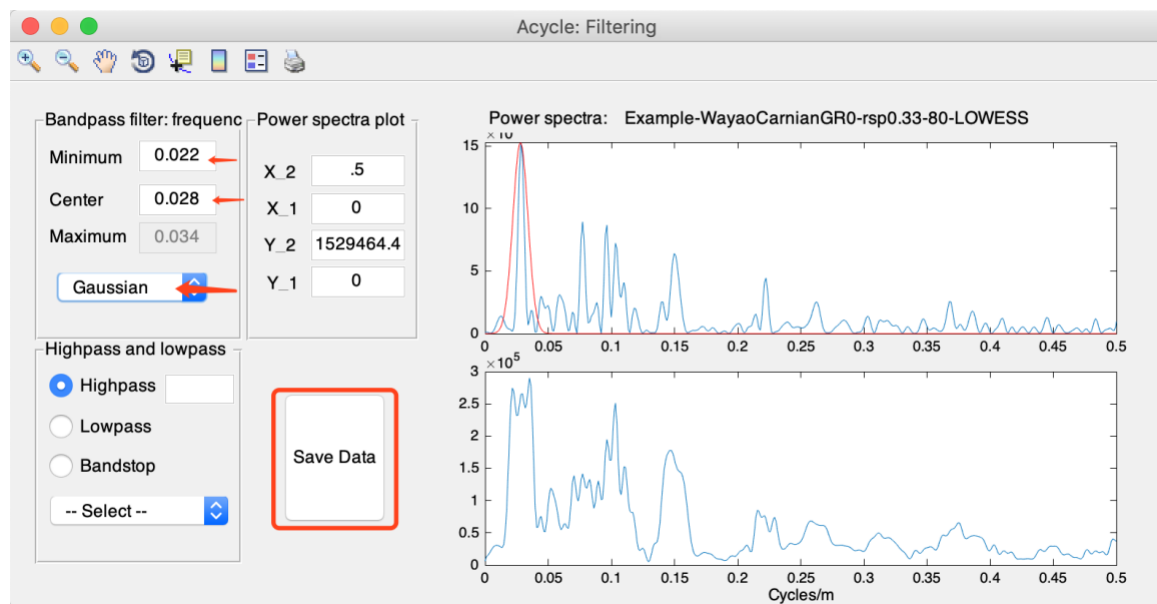 Acycle: Filtering
Bandpass filter: frequenc
Minimum 0.022
Center 0.028
Maximum 0.034
Gaussian
Power spectra plot
X_2 .5
X_1 0
Y_2 1529464.4
Y_1 0
Highpass and lowpass
Highpass
Lowpass
Bandstop
-- Select --
Save Data
Power spectra: Example-WayaoCarnianGR0-rsp0.33-80-LOWESS
× 10
15
10
5
0
0 0.05 0.1 0.15 0.2 0.25 0.3 0.35 0.4 0.45 0.5
× 10⁵
3
2.5
2
1.5
1
0.5
0
0 0.05 0.1 0.15 0.2 0.25 0.3 0.35 0.4 0.45 0.5
Cycles/m